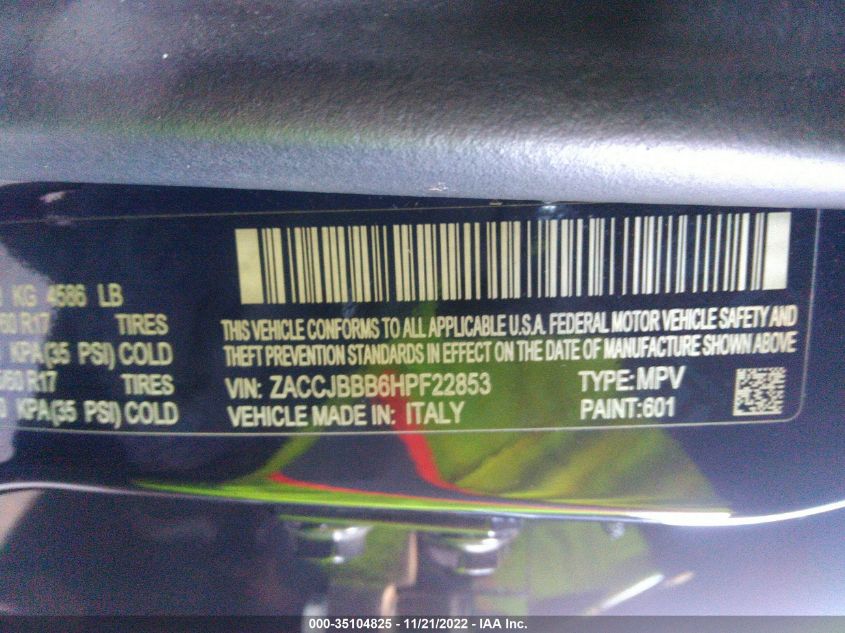 KG 4586 LB
R17 TIRES
KPA(35 PSI) COLD
R17
KPA(35 PSI) COLD
THIS VEHICLE CONFORMS TO ALL APPLICABLE U.S.A. FEDERAL MOTOR VEHICLE SAFETY AND
THEFT PREVENTION STANDARDS IN EFFECT ON THE DATE OF MANUFACTURE SHOWN ABOVE
VIN: ZACCJBBB6HPF22853 TYPE: MPV
VEHICLE MADE IN: ITALY PAINT: 601
000-35104825 - 11/21/2022 - IAA Inc.